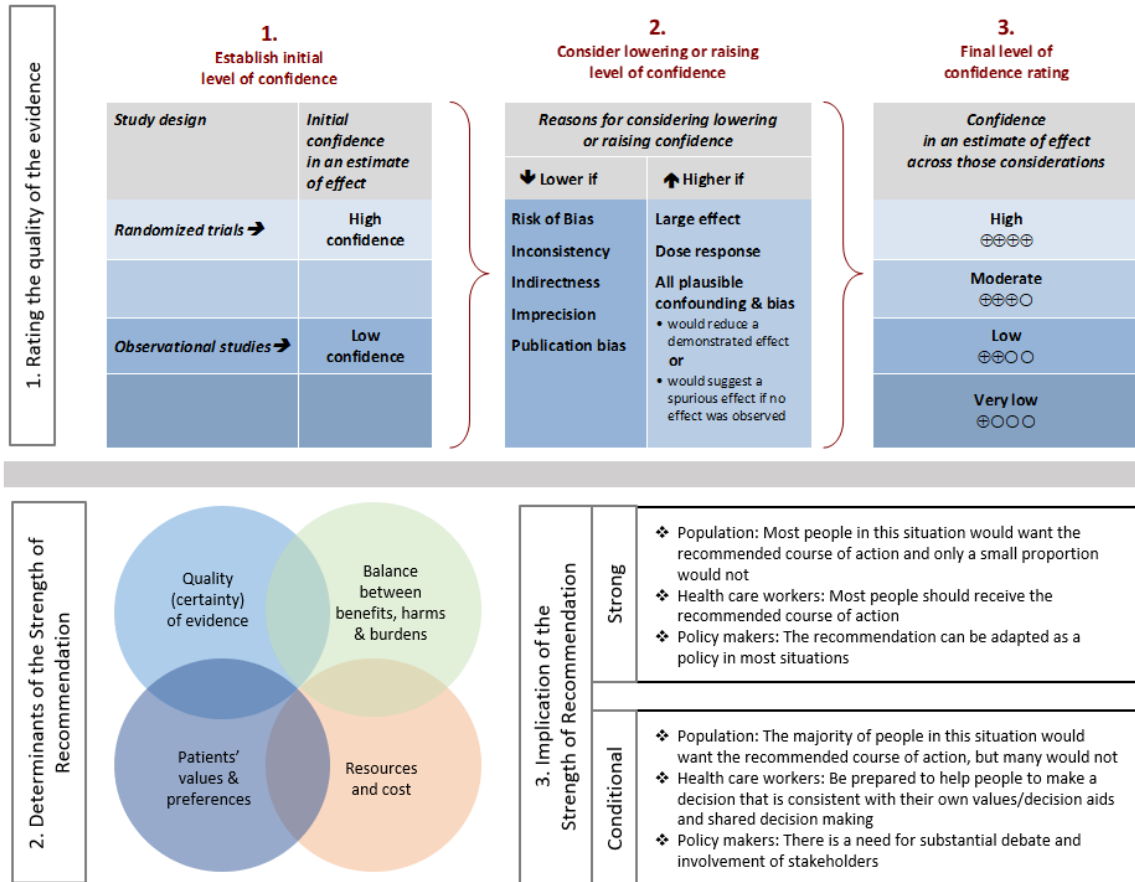 1. Rating the quality of the evidence
1.
Establish initial
level of confidence
2.
Consider lowering or raising
level of confidence
3.
Final level of
confidence rating
Study design
Initial
confidence
in an estimate
of effect
Reasons for considering lowering
or raising confidence
🡇 Lower if
🡅 Higher if
Confidence
in an estimate of effect
across those considerations
Randomized trials ➔
High
confidence
Observational studies ➔
Low
confidence
Risk of Bias
Inconsistency
Indirectness
Imprecision
Publication bias
Large effect
Dose response
All plausible
confounding & bias
• would reduce a
demonstrated effect
or
• would suggest a
spurious effect if no
effect was observed
High
⊕⊕⊕⊕
Moderate
⊕⊕⊕○
Low
⊕⊕○○
Very low
⊕○○○
2. Determinants of the Strength of
Recommendation
Quality
(certainty)
of evidence
Balance
between
benefits, harms
& burdens
Patients'
values &
preferences
Resources
and cost
3. Implication of the
Strength of Recommendation
Strong
❖ Population: Most people in this situation would want the
recommended course of action and only a small proportion
would not
❖ Health care workers: Most people should receive the
recommended course of action
❖ Policy makers: The recommendation can be adapted as a
policy in most situations
Conditional
❖ Population: The majority of people in this situation would
want the recommended course of action, but many would not
❖ Health care workers: Be prepared to help people to make a
decision that is consistent with their own values/decision aids
and shared decision making
❖ Policy makers: There is a need for substantial debate and
involvement of stakeholders